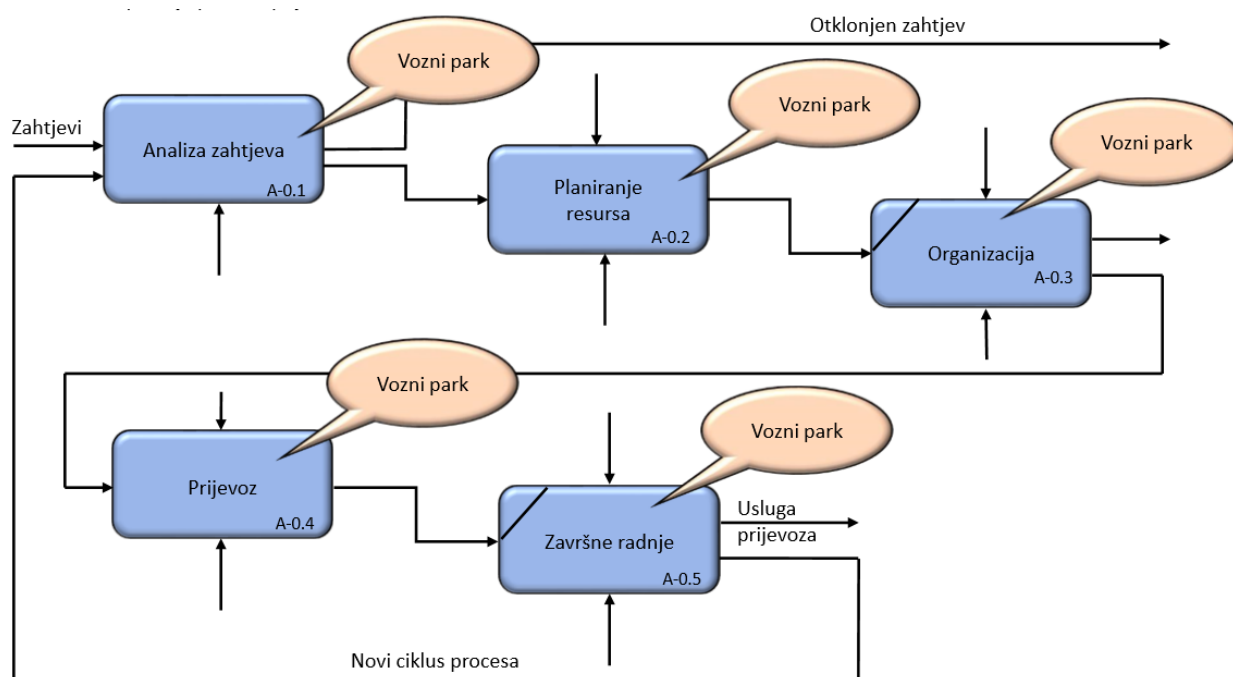 Otklonjen zahtjev
Vozni park
Zahtjevi
Analiza zahtjeva
A-0.1
Vozni park
Planiranje
resursa
A-0.2
Vozni park
Organizacija
A-0.3
Vozni park
Prijevoz
A-0.4
Vozni park
Završne radnje
A-0.5
Usluga
prijevoza
Novi ciklus procesa